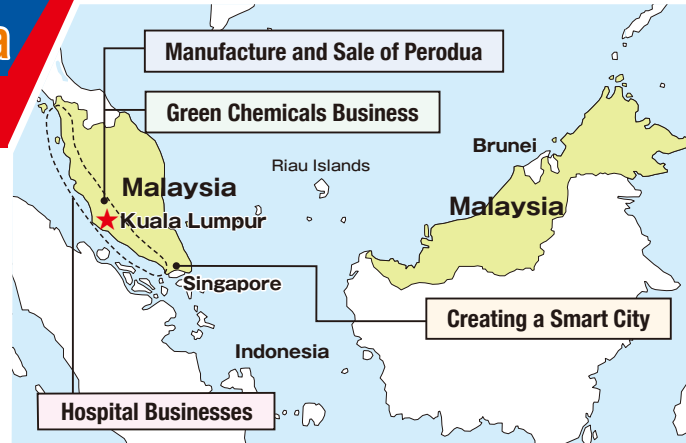 a
Manufacture and Sale of Perodua
Green Chemicals Business
Brunei
Riau Islands
Malaysia
Malaysia
Kuala Lumpur
Singapore
Creating a Smart City
Indonesia
Hospital Businesses